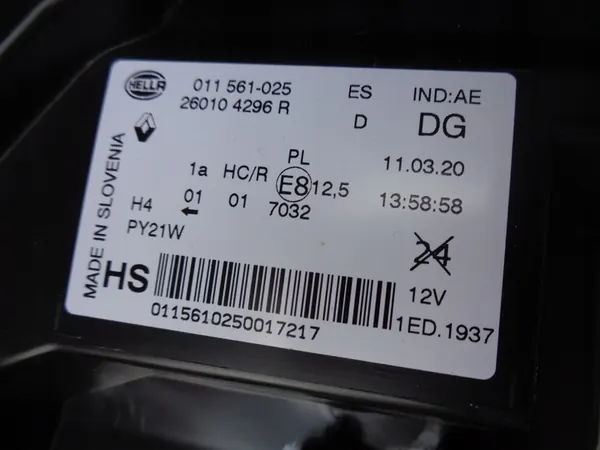 HELLA 011 561-025 ES IND:AE
26010 4296 R D DG
PL 11.03.20
1a HC/R E8 12,5 13:58:58
H4 01 01 7032
PY21W 24
HS 12V
0115610250017217 1ED.1937
MADE IN SLOVENIA